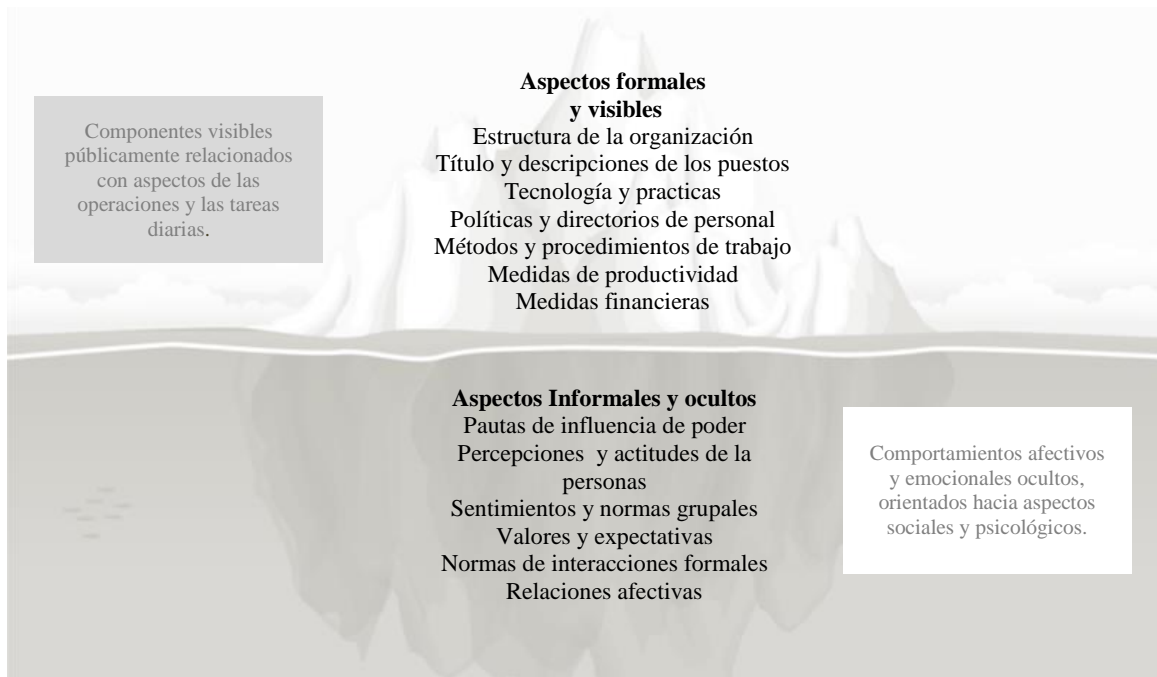 Aspectos formales
y visibles
Estructura de la organización
Título y descripciones de los puestos
Tecnología y practicas
Políticas y directorios de personal
Métodos y procedimientos de trabajo
Medidas de productividad
Medidas financieras
Componentes visibles
públicamente relacionados
con aspectos de las
operaciones y las tareas
diarias.
Aspectos Informales y ocultos
Pautas de influencia de poder
Percepciones y actitudes de la
personas
Sentimientos y normas grupales
Valores y expectativas
Normas de interacciones formales
Relaciones afectivas
Comportamientos afectivos
y emocionales ocultos,
orientados hacia aspectos
sociales y psicológicos.